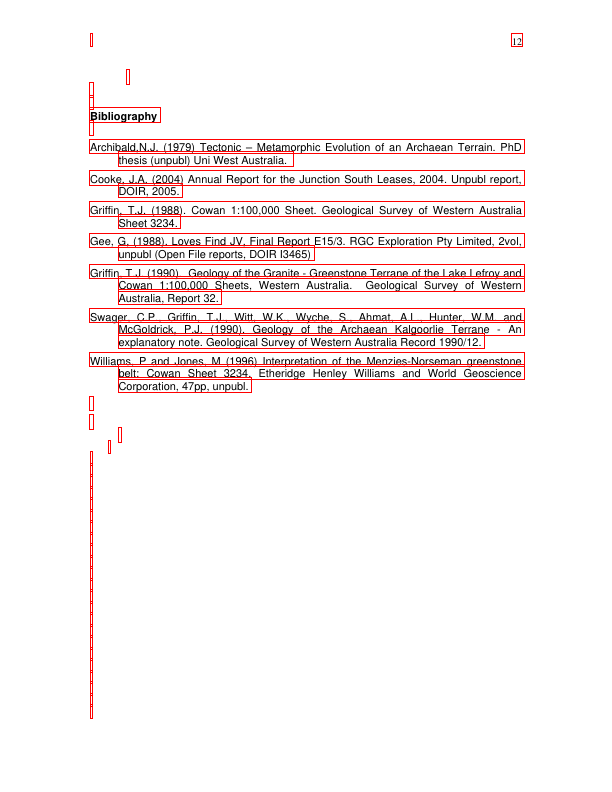 12
Bibliography
Archibald,N.J. (1979) Tectonic – Metamorphic Evolution of an Archaean Terrain. PhD
thesis (unpubl) Uni West Australia.
Cooke, J.A. (2004) Annual Report for the Junction South Leases, 2004. Unpubl report,
DOIR, 2005.
Griffin, T.J. (1988). Cowan 1:100,000 Sheet. Geological Survey of Western Australia
Sheet 3234.
Gee, G, (1988). Loves Find JV, Final Report E15/3. RGC Exploration Pty Limited, 2vol,
unpubl (Open File reports, DOIR I3465)
Griffin, T.J. (1990). Geology of the Granite - Greenstone Terrane of the Lake Lefroy and
Cowan 1:100,000 Sheets, Western Australia. Geological Survey of Western
Australia, Report 32.
Swager, C.P., Griffin, T.J., Witt, W.K., Wyche, S., Ahmat, A.L., Hunter, W.M. and
McGoldrick, P.J. (1990). Geology of the Archaean Kalgoorlie Terrane - An
explanatory note. Geological Survey of Western Australia Record 1990/12.
Williams, P and Jones, M (1996) Interpretation of the Menzies-Norseman greenstone
belt: Cowan Sheet 3234. Etheridge Henley Williams and World Geoscience
Corporation, 47pp, unpubl.